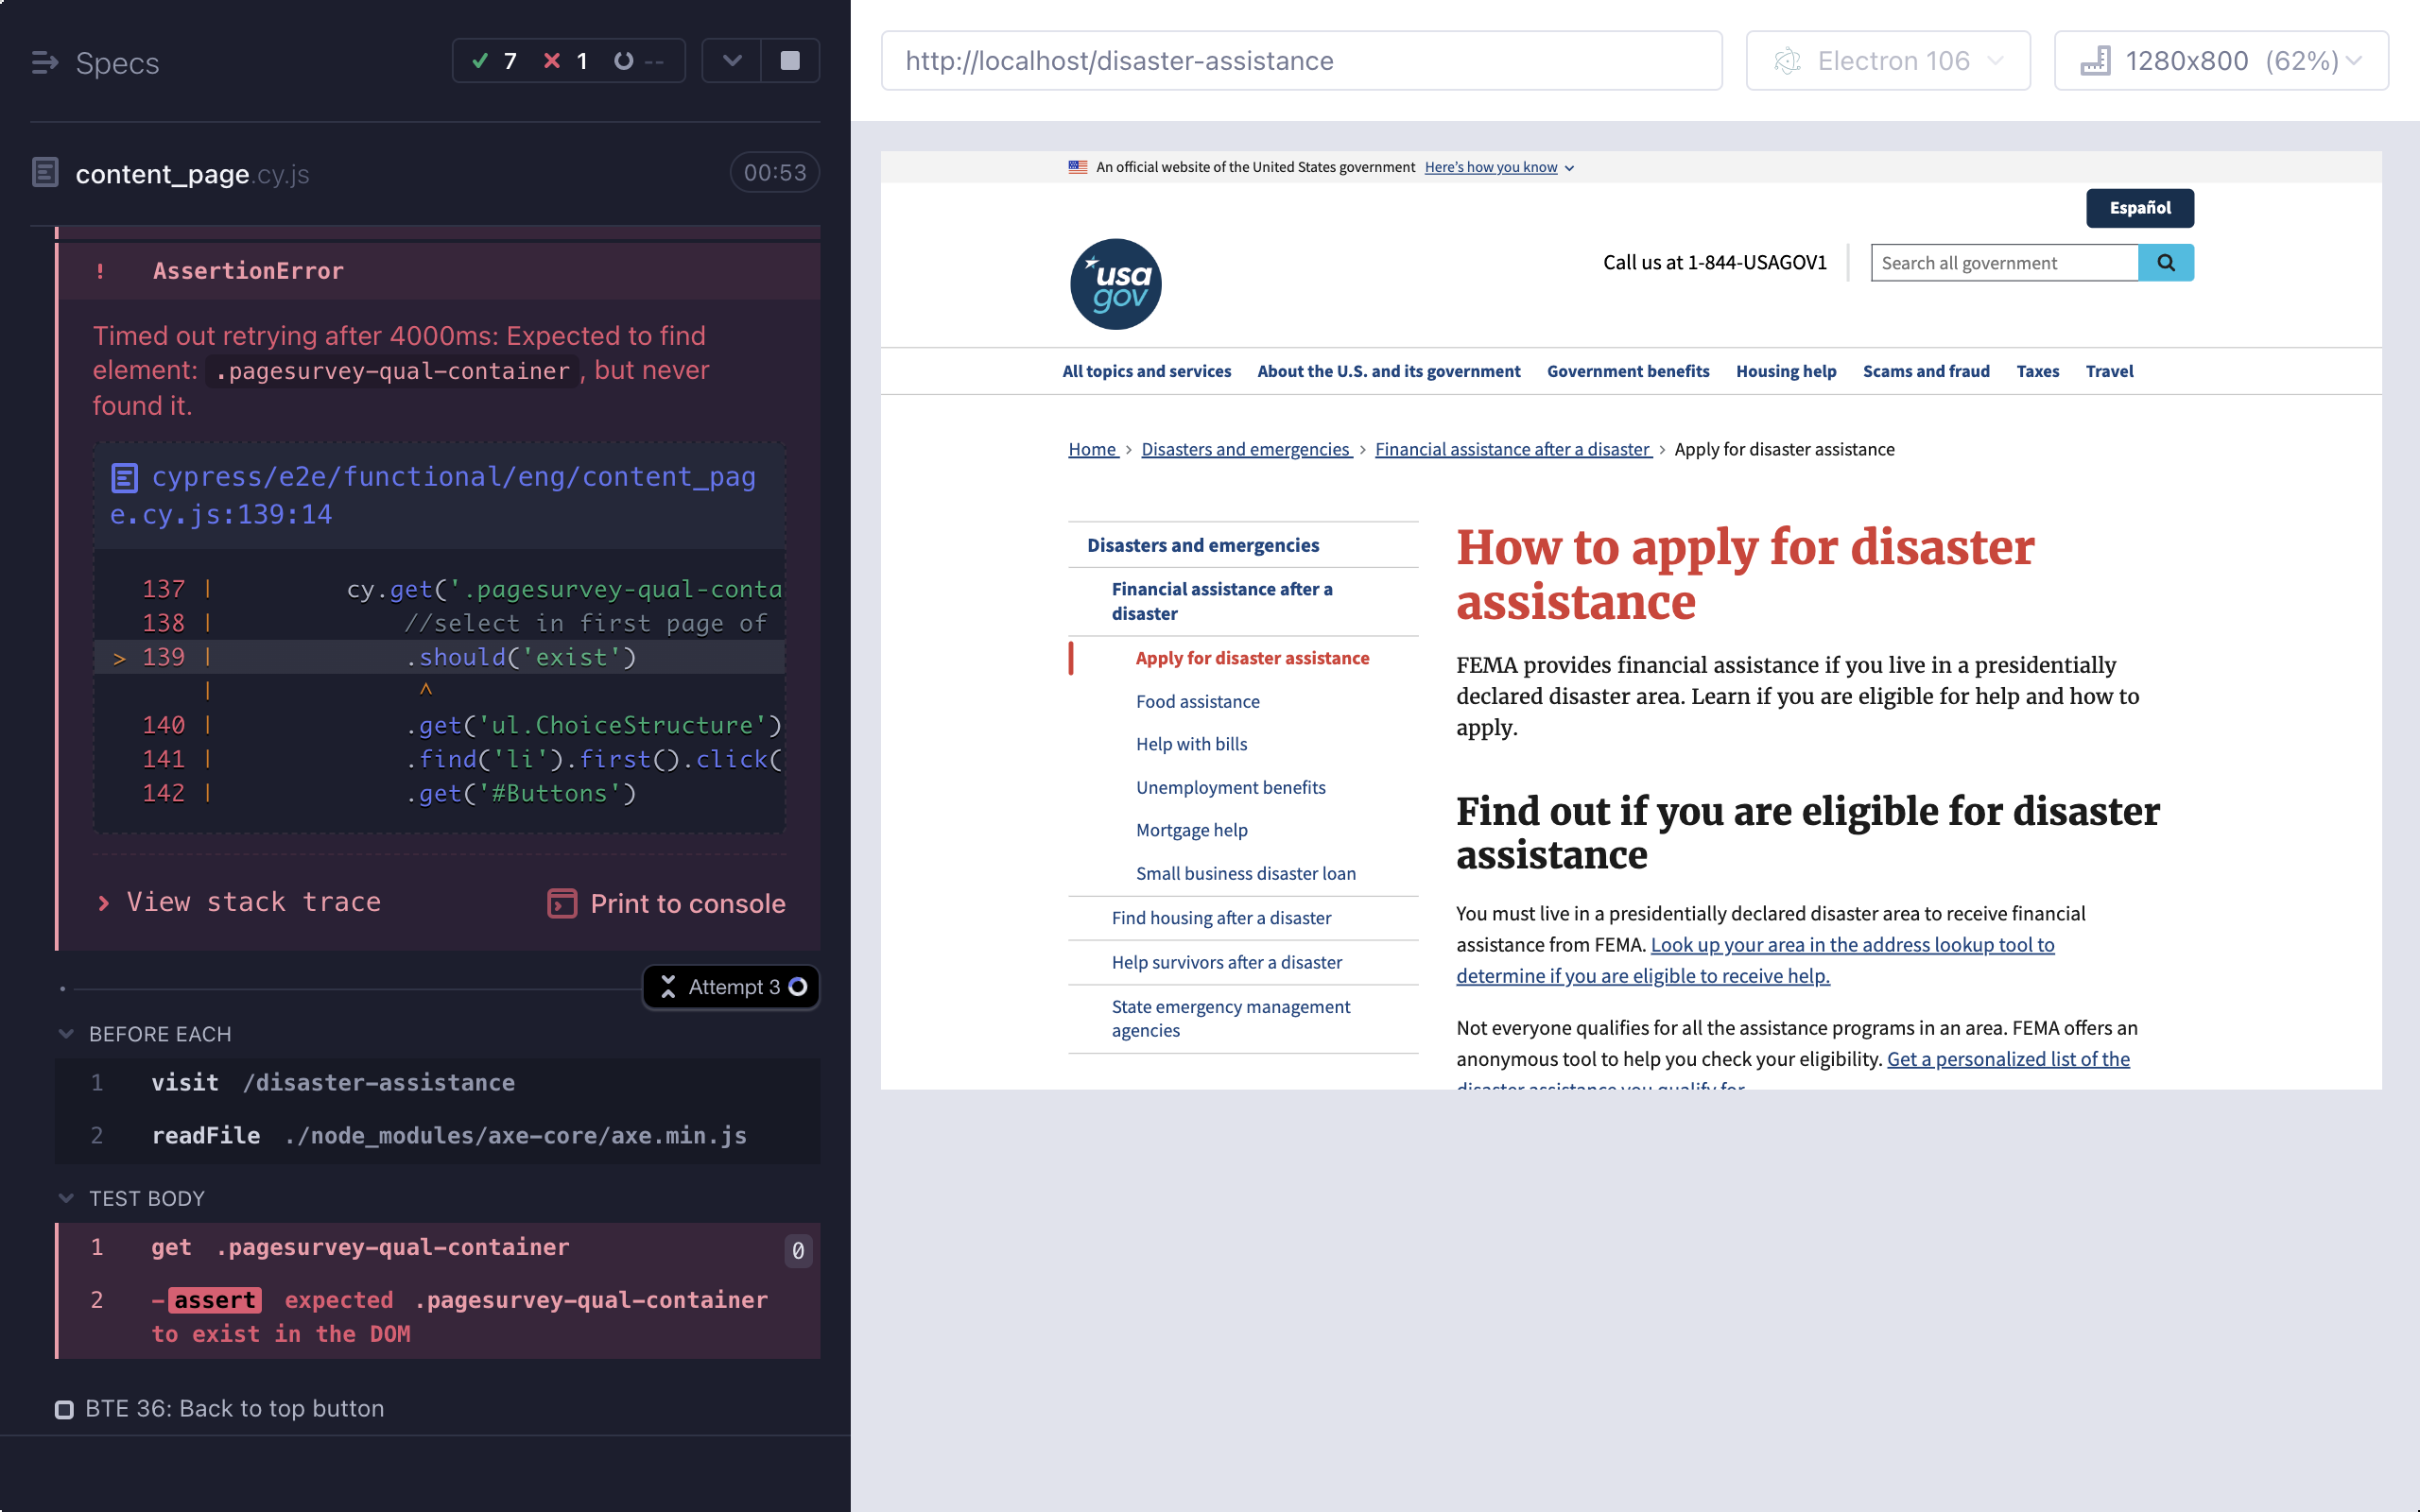 Specs
7 1 --
content_page.cy.js
00:53
! AssertionError
Timed out retrying after 4000ms: Expected to find
element: .pagesurvey-qual-container, but never
found it.
cypress/e2e/functional/eng/content_pag
e.cy.js:139:14
137 | cy.get('.pagesurvey-qual-conta
138 | //select in first page of
> 139 | .should('exist')
| ^
140 | .get('ul.ChoiceStructure')
141 | .find('li').first().click(
142 | .get('#Buttons')
View stack trace
Print to console
Attempt 3
BEFORE EACH
1 visit /disaster-assistance
2 readFile ./node_modules/axe-core/axe.min.js
TEST BODY
1 get .pagesurvey-qual-container 0
2 -assert expected .pagesurvey-qual-container
to exist in the DOM
BTE 36: Back to top button
http://localhost/disaster-assistance
Electron 106
1280x800 (62%)
An official website of the United States government Here's how you know
Español
usa
gov
Call us at 1-844-USAGOV1
Search all government
All topics and services About the U.S. and its government Government benefits Housing help Scams and fraud Taxes Travel
Home > Disasters and emergencies > Financial assistance after a disaster > Apply for disaster assistance
Disasters and emergencies
Financial assistance after a
disaster
Apply for disaster assistance
Food assistance
Help with bills
Unemployment benefits
Mortgage help
Small business disaster loan
Find housing after a disaster
Help survivors after a disaster
State emergency management
agencies
How to apply for disaster
assistance
FEMA provides financial assistance if you live in a presidentially
declared disaster area. Learn if you are eligible for help and how to
apply.
Find out if you are eligible for disaster
assistance
You must live in a presidentially declared disaster area to receive financial
assistance from FEMA. Look up your area in the address lookup tool to
determine if you are eligible to receive help.
Not everyone qualifies for all the assistance programs in an area. FEMA offers an
anonymous tool to help you check your eligibility. Get a personalized list of the
disaster assistance you qualify for